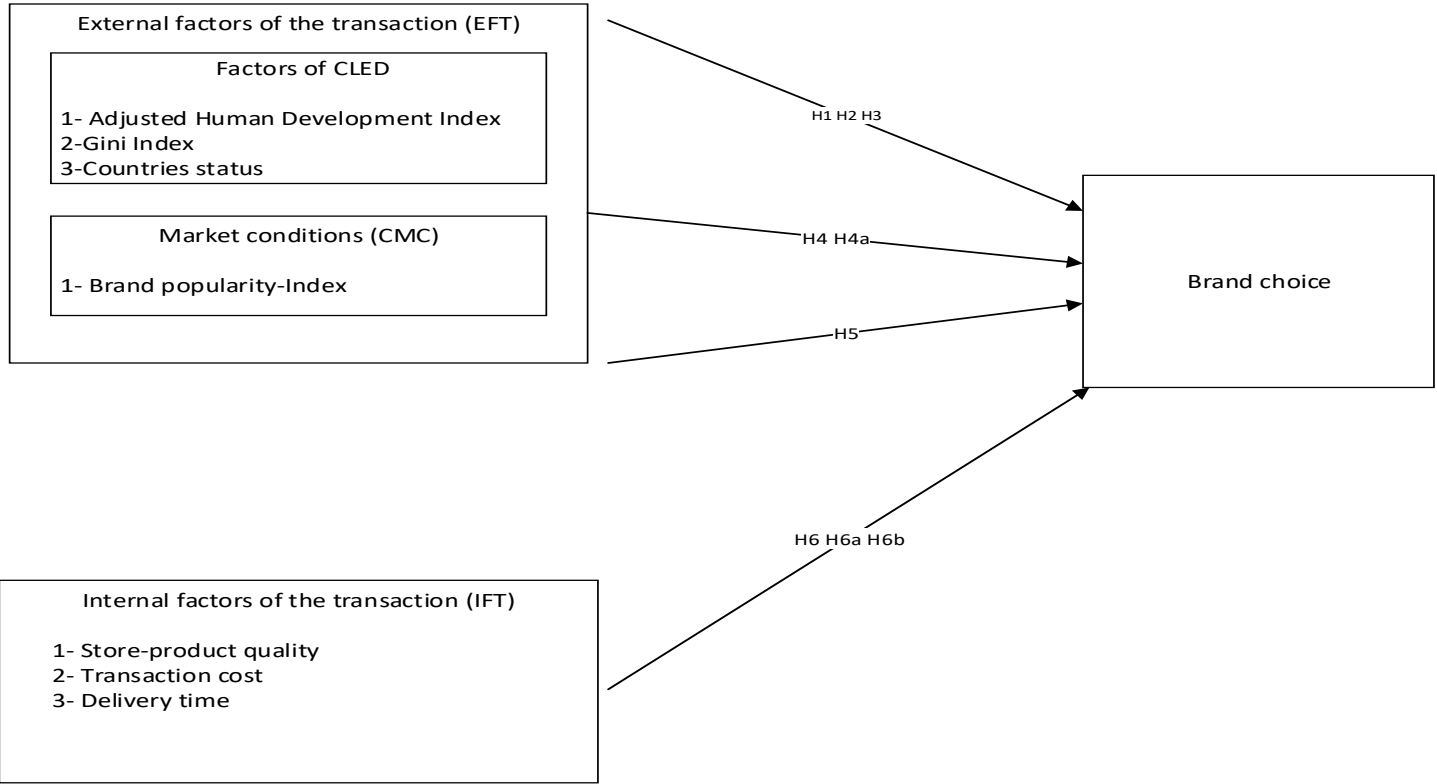 External factors of the transaction (EFT)
Factors of CLED
1- Adjusted Human Development Index
2-Gini Index
3-Countries status
Market conditions (CMC)
1- Brand popularity-Index
H1 H2 H3
H4 H4a
H5
H6 H6a H6b
Brand choice
Internal factors of the transaction (IFT)
1- Store-product quality
2- Transaction cost
3- Delivery time